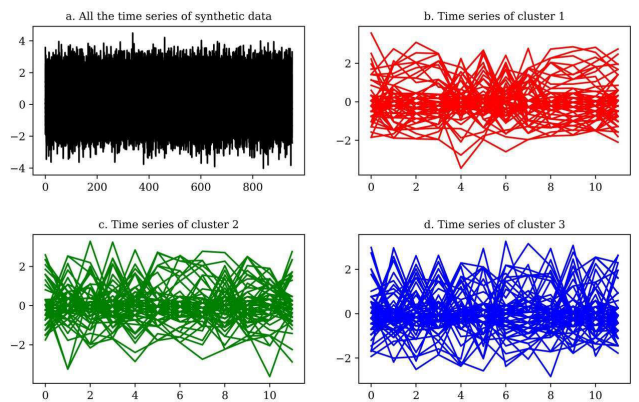 a. All the time series of synthetic data
4
2
0
−2
−4
0 200 400 600 800
b. Time series of cluster 1
2
0
−2
0 2 4 6 8 10
c. Time series of cluster 2
2
0
−2
0 2 4 6 8 10
d. Time series of cluster 3
2
0
−2
0 2 4 6 8 10